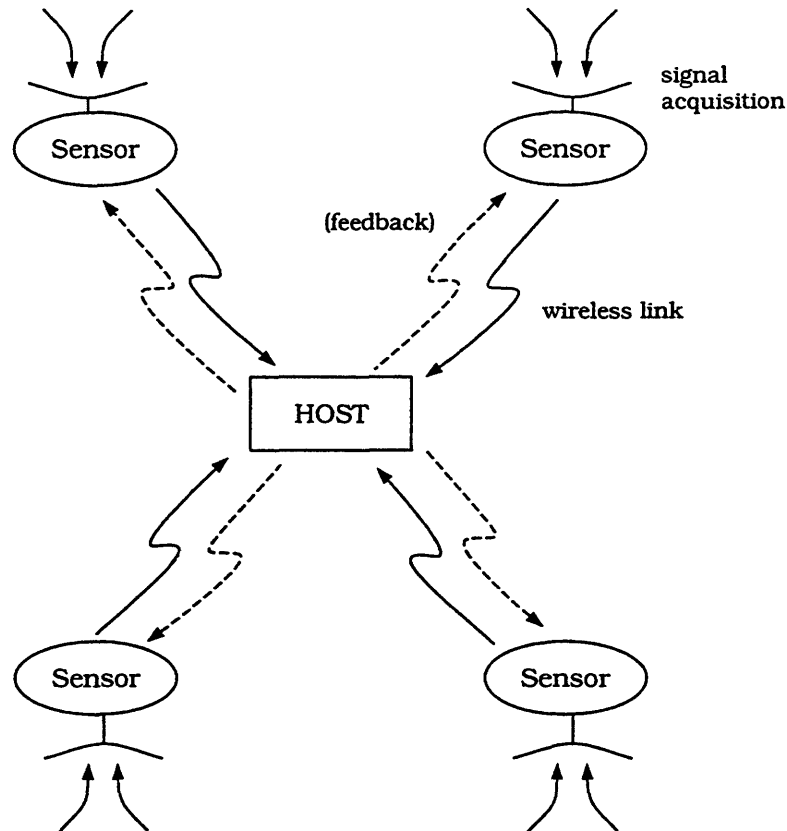 signal
acquisition
Sensor
Sensor
(feedback)
wireless link
HOST
Sensor
Sensor